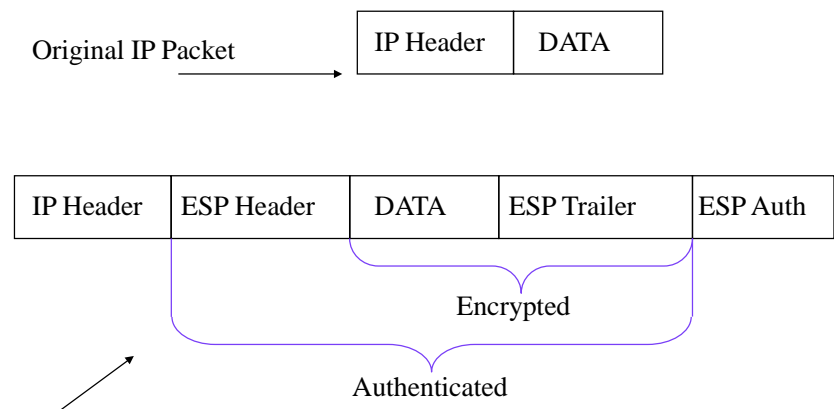 Original IP Packet
IP Header DATA
IP Header ESP Header DATA ESP Trailer ESP Auth
Encrypted
Authenticated